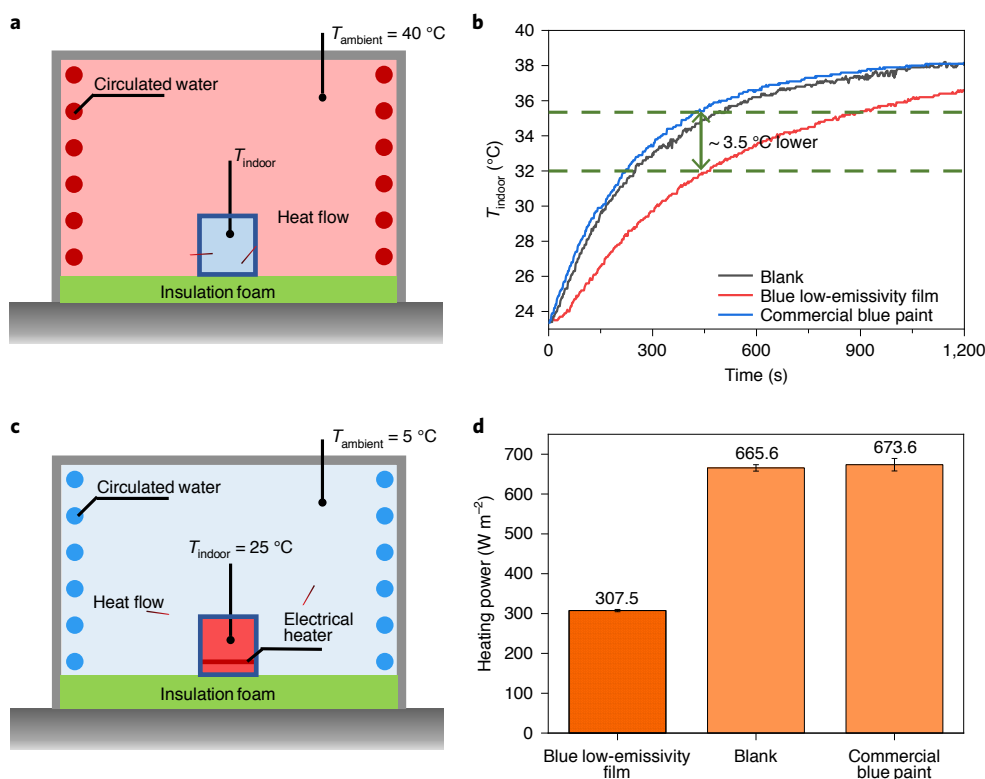 a
T_ambient = 40 °C
Circulated water
T_indoor
Heat flow
Insulation foam
b
38
36
34
32
30
28
26
24
T_indoor (°C)
~ 3.5 °C lower
Blank
Blue low-emissivity film
Commercial blue paint
0
300
600
900
1,200
Time (s)
c
T_ambient = 5 °C
Circulated water
T_indoor = 25 °C
Heat flow
Electrical
heater
Insulation foam
d
700
600
500
400
300
200
100
0
Heating power (W m⁻²)
307.5
665.6
673.6
Blue low-emissivity
film
Blank
Commercial
blue paint